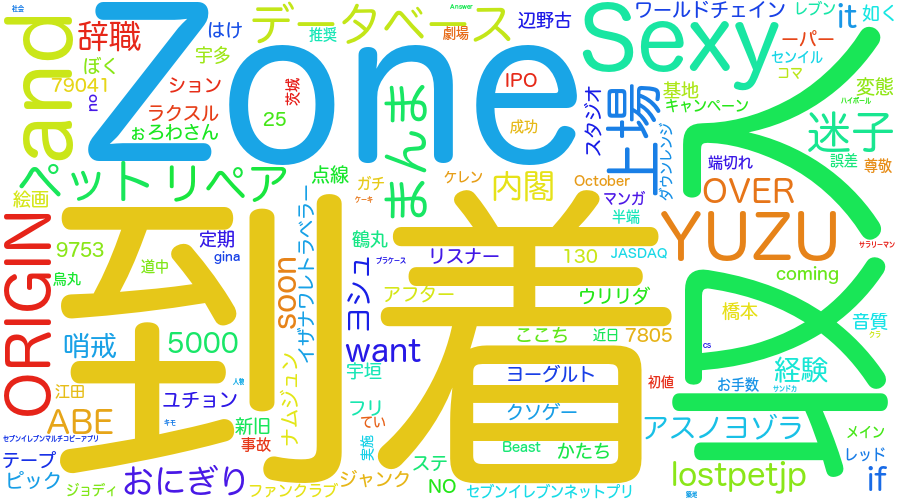 社会
Answer
Zone
and
辞職
はけ
データベース
推奨
劇場
辺野古
Sexy
ワールドチェイン
レブン
it
如く
宇多
ぼく
79041
no
ション
ラクスル
ぉろわさん
茨城
25
IPO
成功
スタジオ
上場
ーパー
センイル
コマ
基地
キャンペーン
変態
ハイボール
迷子
ダウンレンジ
端切れ
誤差
尊敬
ペットリペア
まんま
点線
ガチ
ケーキ
ケレン
内閣
October
マンガ
半端
OVER
YUZU
絵画
ORIGIN
定期
gina
9753
道中
烏丸
到着
soon
イザナワレトラベラー
鶴丸
ヨシュ
プラケース
リスナー
130
JASDAQ
アフター
ウリリダ
coming
サラリーマン
哨戒
5000
want
ここち
近日
7805
橋本
音質
クラ
CS
ナムジュン
宇垣
ヨーグルト
初値
お手数
経験
サンドカ
人物
江田
ABE
ユチョン
新旧
フリ
てい
クソゲー
アスノヨゾラ
メイン
キモ
セブンイレブンマルチコピーアプリ
事故
実施
Beast
かたち
テープ
ピック
おにぎり
ステ
レッド
lostpetjp
if
ジョディ
ファンクラブ
ジャンク
NO
セブンイレブンネットプリ